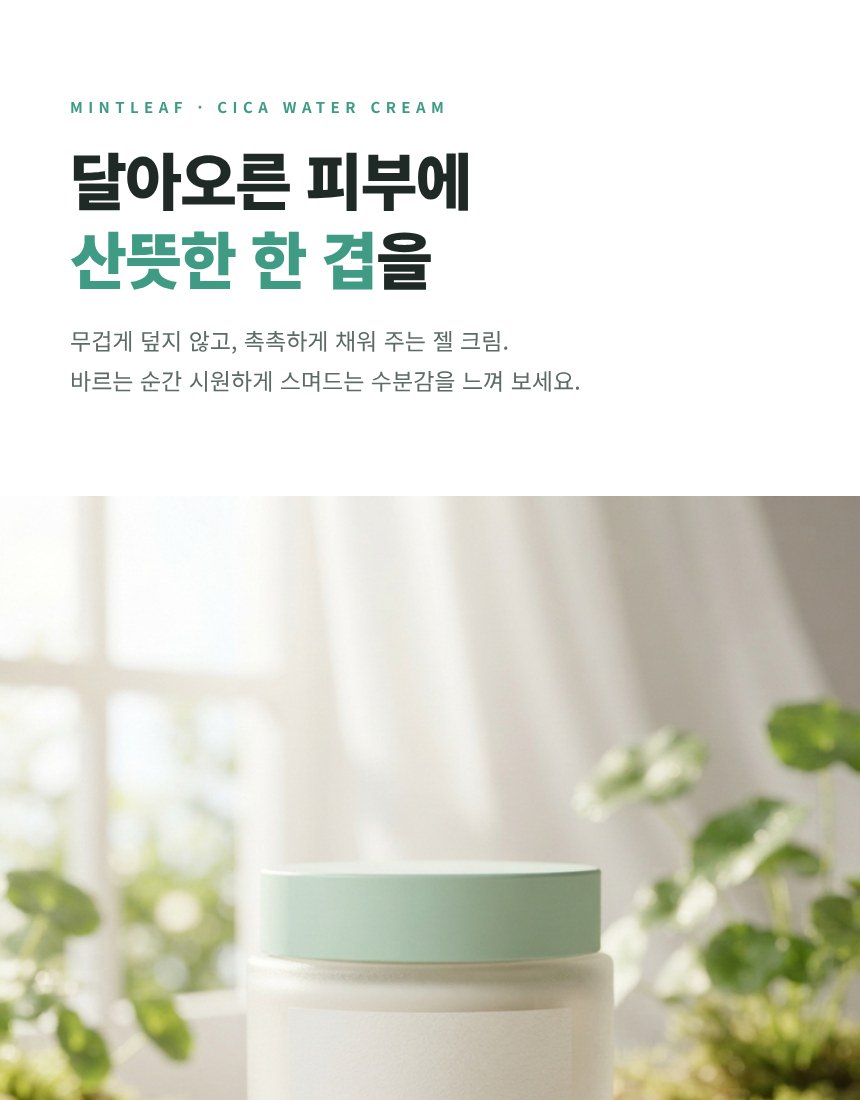 MINTLEAF · CICA WATER CREAM
달아오른 피부에
산뜻한 한 겹을
무겁게 덮지 않고, 촉촉하게 채워 주는 젤 크림.
바르는 순간 시원하게 스며드는 수분감을 느껴 보세요.